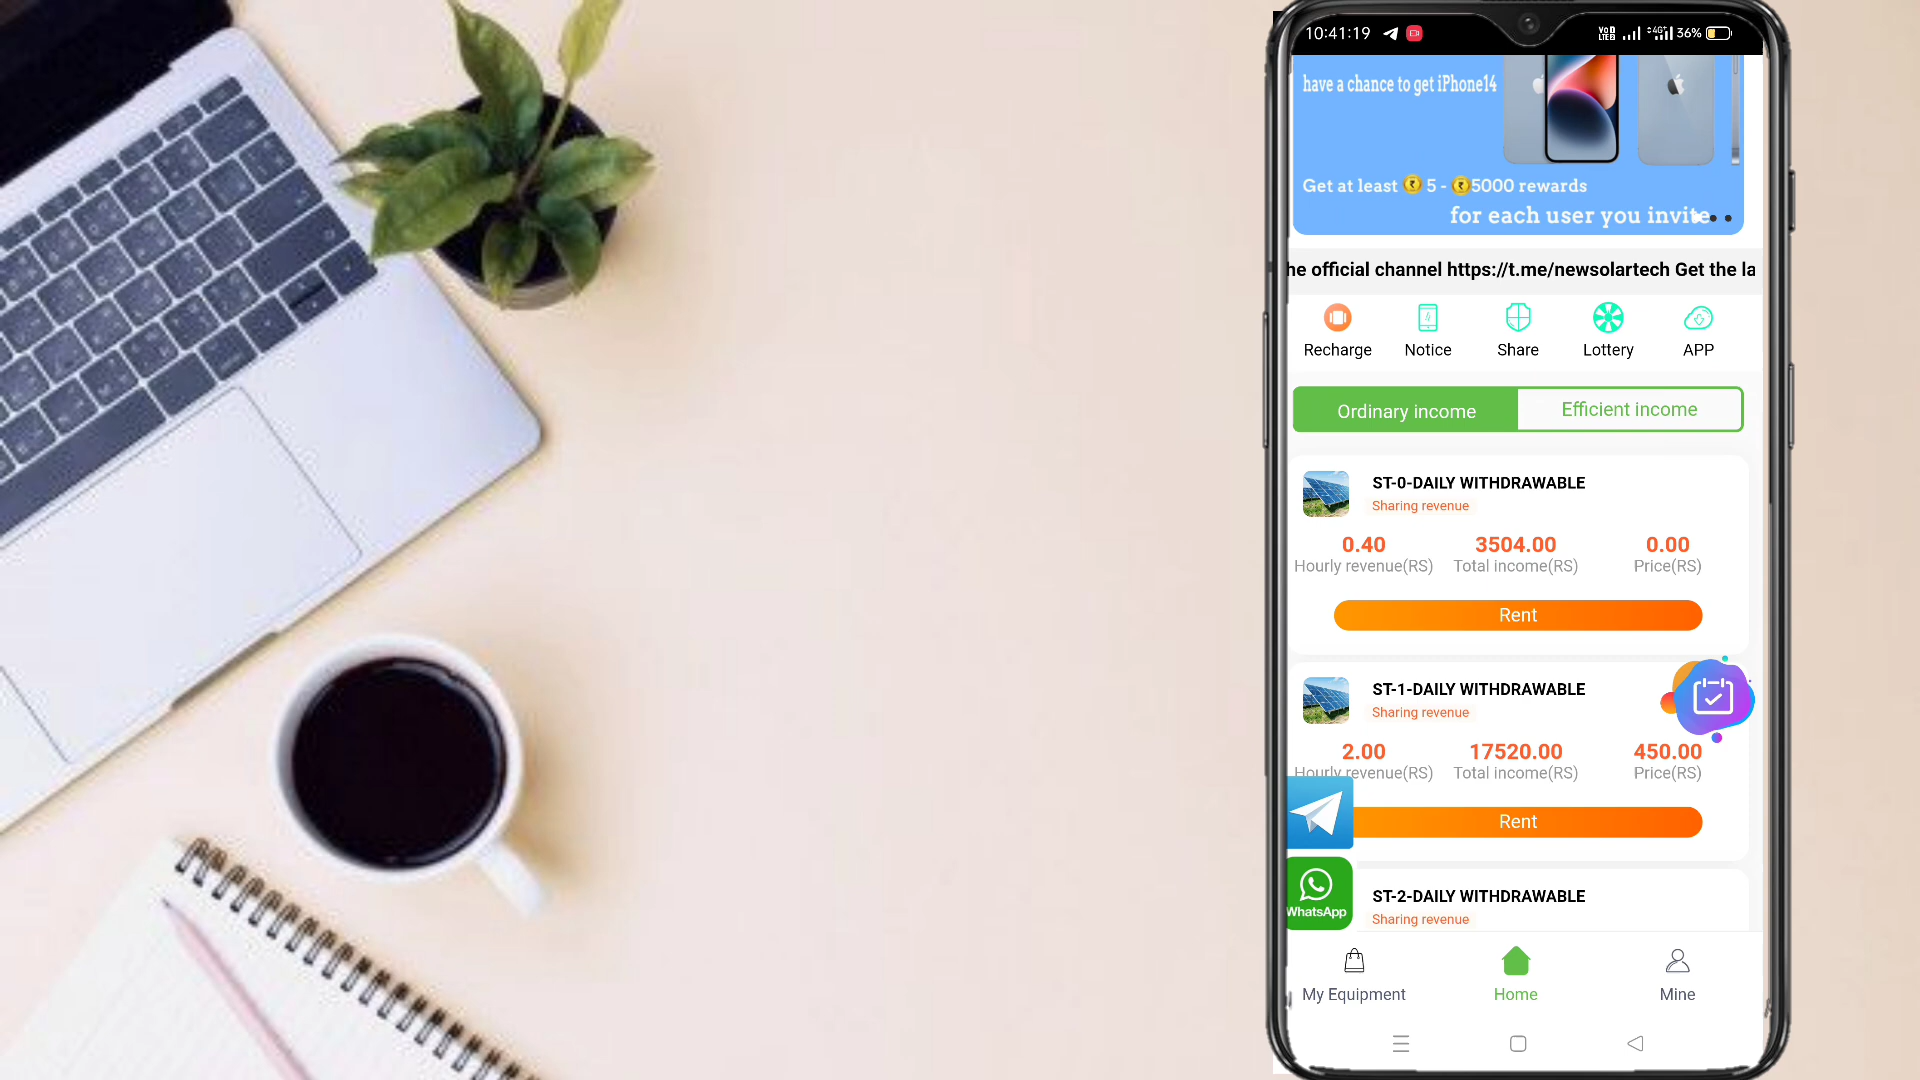 10:41:19
VoD LTE2 4G+ 36%
have a chance to get iPhone14
Get at least ₹ 5 - ₹5000 rewards
for each user you invite
he official channel https://t.me/newsolartech Get the la
Recharge Notice Share Lottery APP
Ordinary income Efficient income
ST-0-DAILY WITHDRAWABLE
Sharing revenue
0.40 3504.00 0.00
Hourly revenue(RS) Total income(RS) Price(RS)
Rent
ST-1-DAILY WITHDRAWABLE
Sharing revenue
2.00 17520.00 450.00
Hourly revenue(RS) Total income(RS) Price(RS)
Rent
WhatsApp
ST-2-DAILY WITHDRAWABLE
Sharing revenue
My Equipment Home Mine